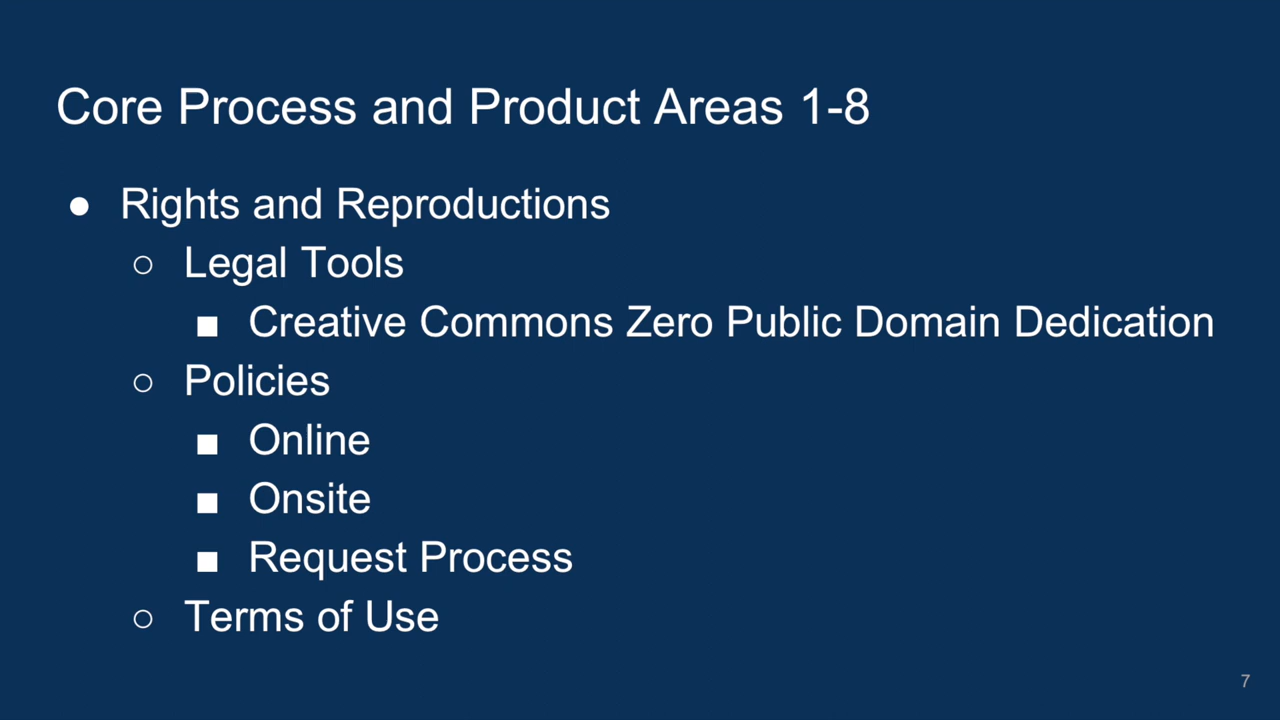 Core Process and Product Areas 1-8
● Rights and Reproductions
○ Legal Tools
■ Creative Commons Zero Public Domain Dedication
○ Policies
■ Online
■ Onsite
■ Request Process
○ Terms of Use
7